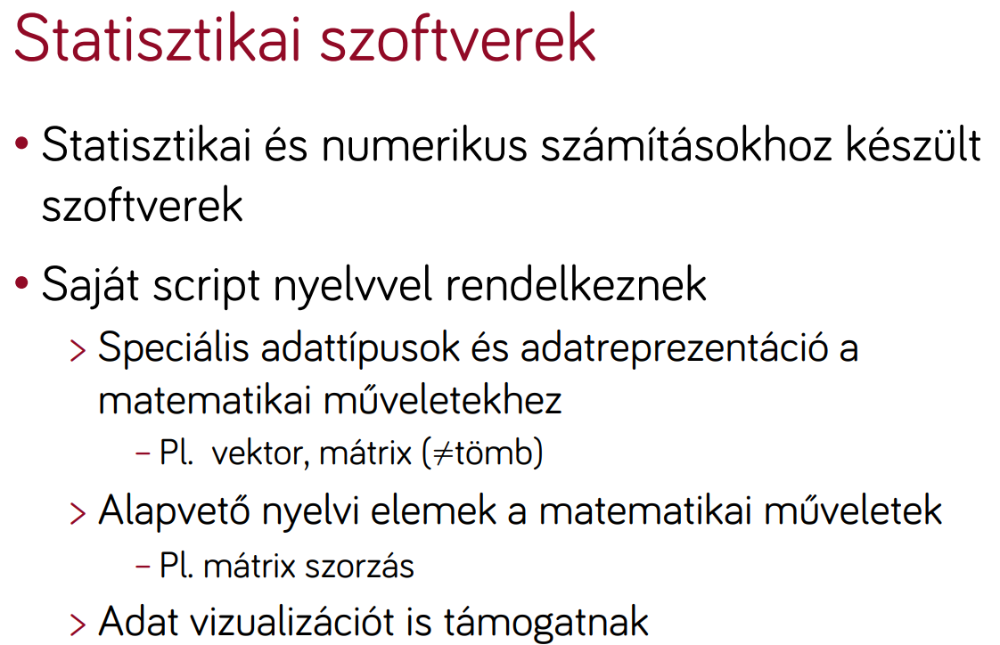 Statisztikai szoftverek
• Statisztikai és numerikus számításokhoz készült
szoftverek
• Saját script nyelvvel rendelkeznek
> Speciális adattípusok és adatreprezentáció a
matematikai műveletekhez
– Pl. vektor, mátrix (≠tömb)
> Alapvető nyelvi elemek a matematikai műveletek
– Pl. mátrix szorzás
> Adat vizualizációt is támogatnak